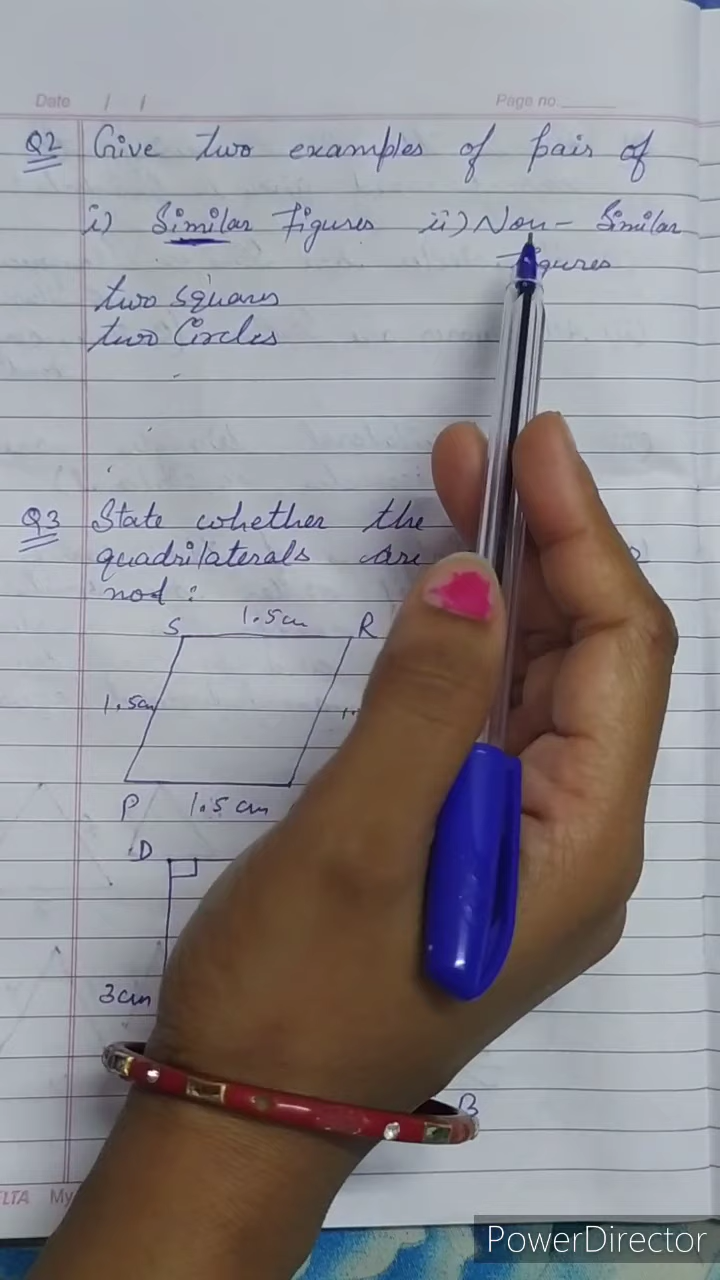 Date / /
Page no.
Q2 Give two examples of pair of
i) Similar Figures ii) Non- Similar
Figures
two squares
two Circles
Q3 State whether the
quadrilaterals are
not :
S 1.5cm R
1.5cm
P 1.5 cm
D
3cm
B
My
PowerDirector